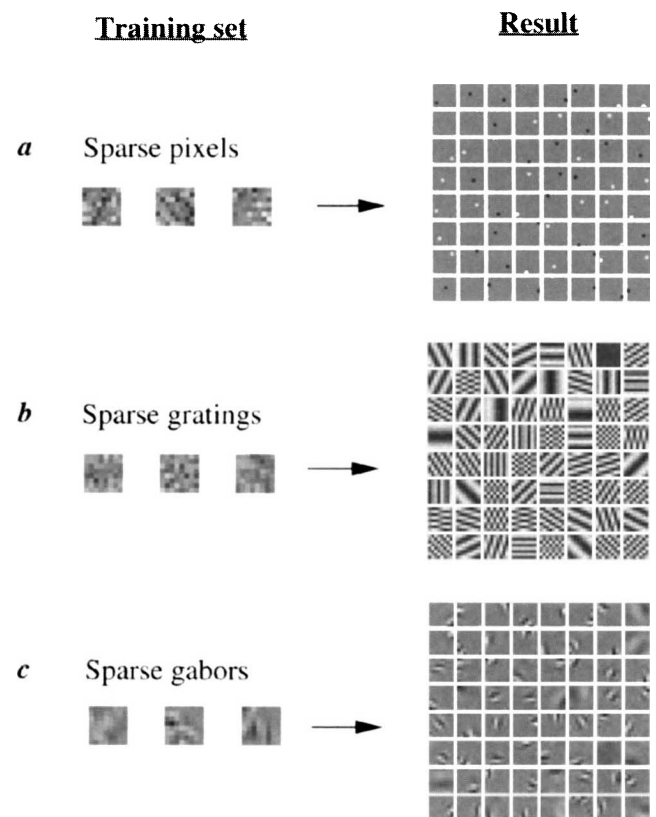 Training set
Result
a Sparse pixels
b Sparse gratings
c Sparse gabors